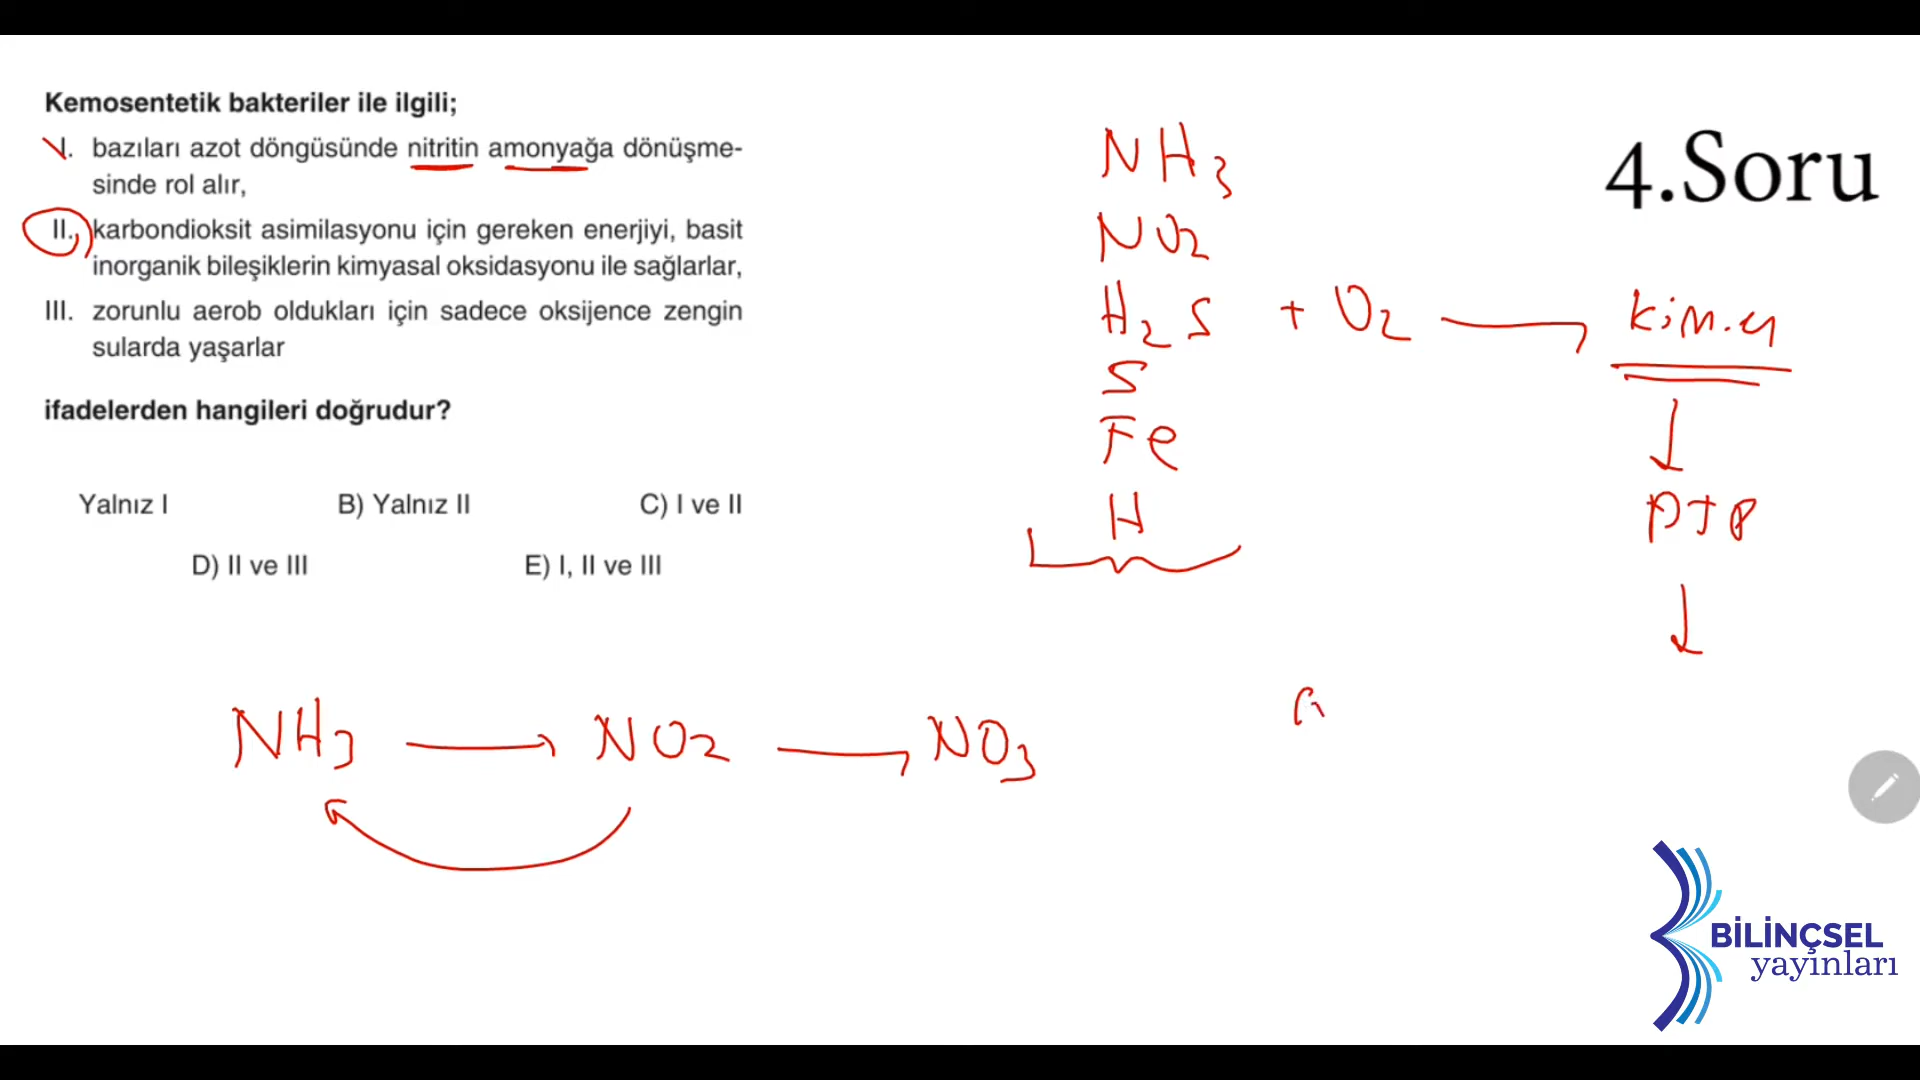 Kemosentetik bakteriler ile ilgili;
I. bazıları azot döngüsünde nitritin amonyağa dönüşme-
sinde rol alır,
II. karbondioksit asimilasyonu için gereken enerjiyi, basit
inorganik bileşiklerin kimyasal oksidasyonu ile sağlarlar,
III. zorunlu aerob oldukları için sadece oksijence zengin
sularda yaşarlar
ifadelerden hangileri doğrudur?
Yalnız I B) Yalnız II C) I ve II
D) II ve III E) I, II ve III
4.Soru
NH3
NO2
H2S + O2
S
Fe
H
NH3 NO2 NO3
BİLİNÇSEL
yayınları